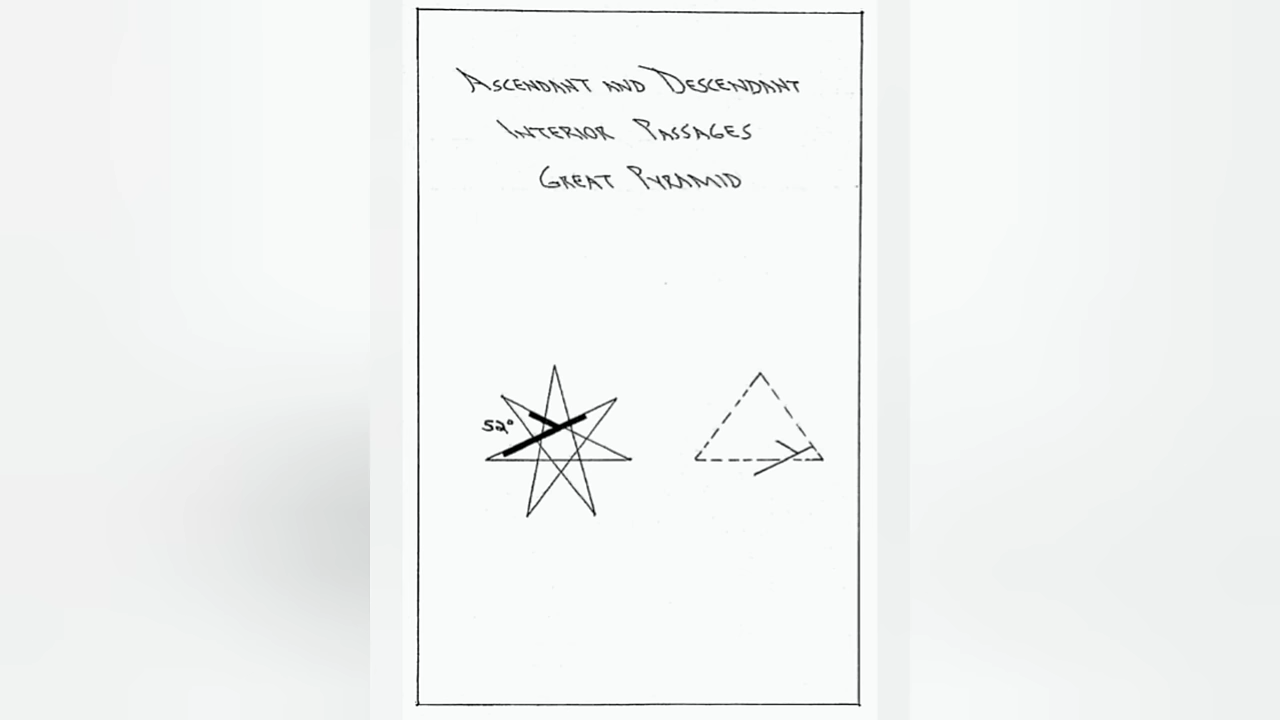 ASCENDANT AND DESCENDANT
INTERIOR PASSAGES
GREAT PYRAMID
52°